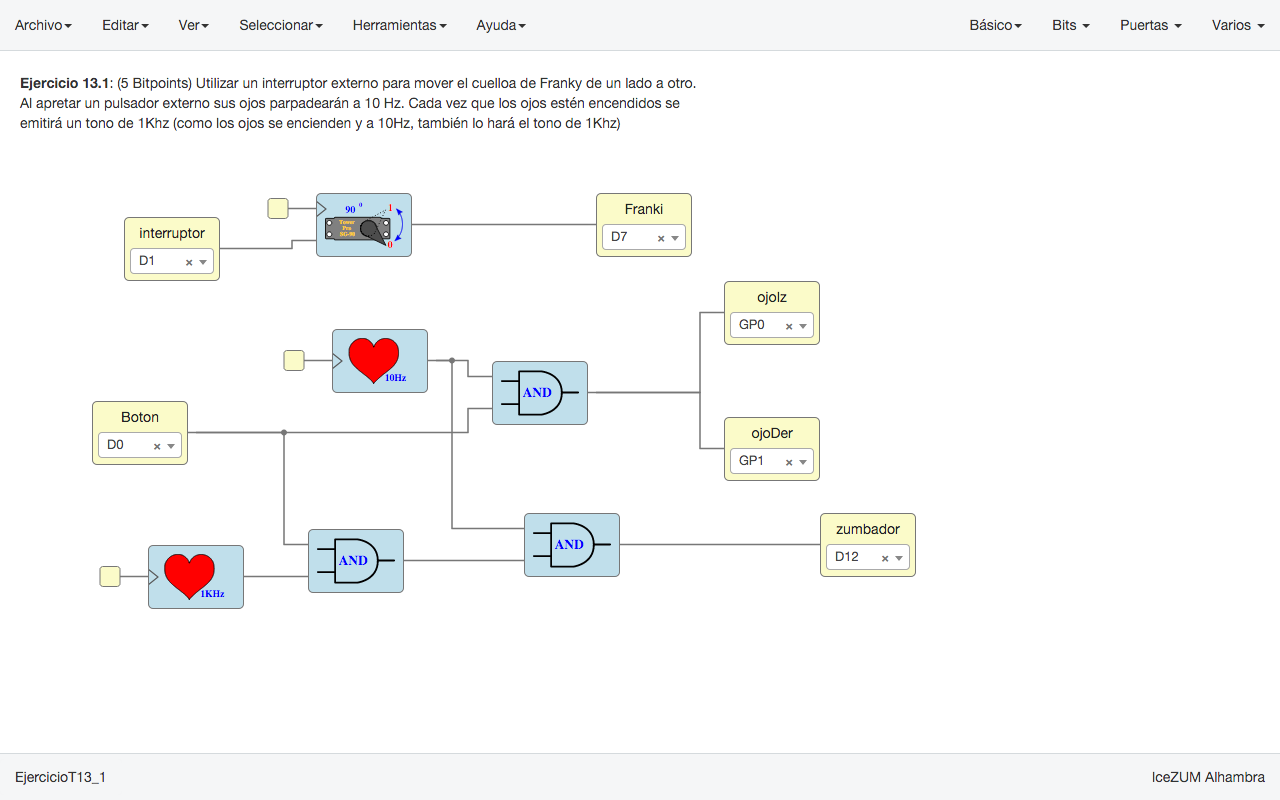 Archivo Editar Ver Seleccionar Herramientas Ayuda Básico Bits Puertas Varios
Ejercicio 13.1: (5 Bitpoints) Utilizar un interruptor externo para mover el cuelloa de Franky de un lado a otro.
Al apretar un pulsador externo sus ojos parpadearán a 10 Hz. Cada vez que los ojos estén encendidos se
emitirá un tono de 1Khz (como los ojos se encienden y a 10Hz, también lo hará el tono de 1Khz)
interruptor
D1
90 º 1
Tower
Pro
SG-90
0
Franki
D7
ojoIz
GP0
10Hz
AND
Boton
D0
ojoDer
GP1
1KHz
AND
AND
zumbador
D12
EjercicioT13_1
IceZUM Alhambra